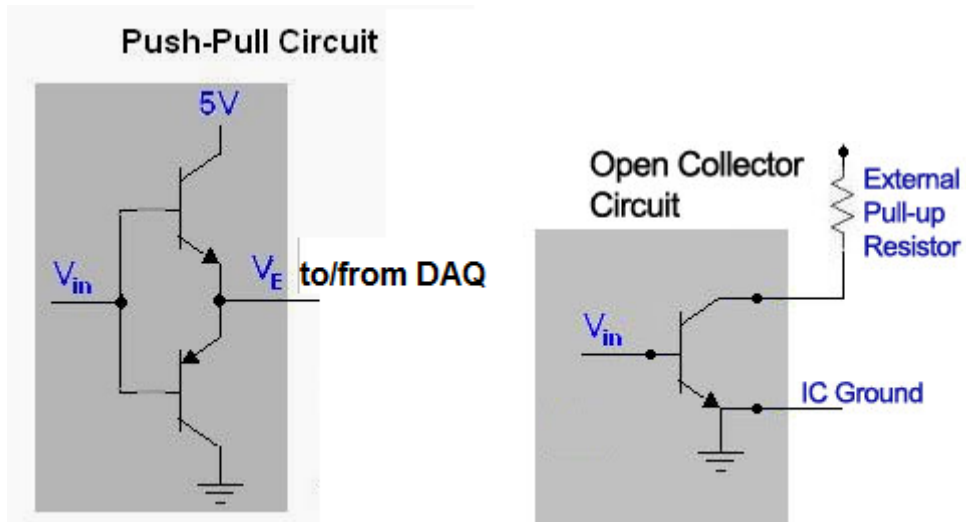 Push-Pull Circuit
5V
Vin
VE to/from DAQ
Open Collector
Circuit
External
Pull-up
Resistor
Vin
IC Ground